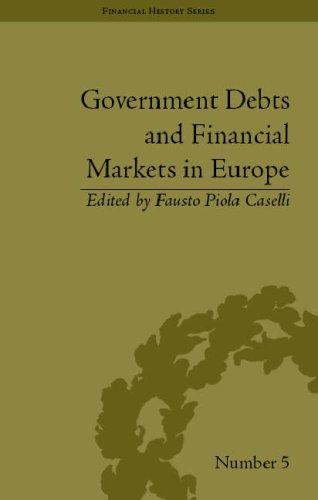 Financial History Series
Government Debts
and Financial
Markets in Europe
Edited by Fausto Piola Caselli
Number 5